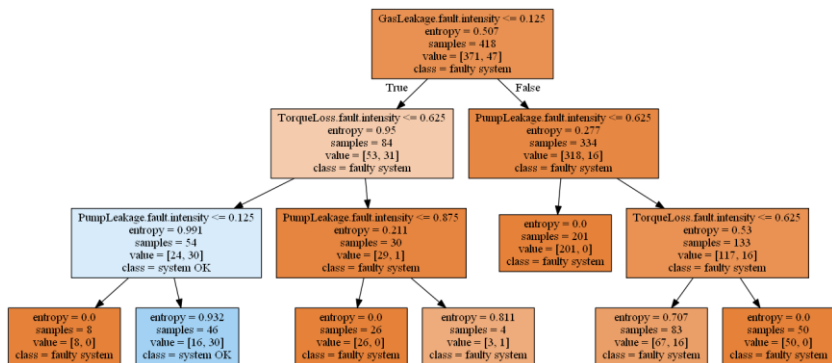 GasLeakage.fault.intensity <= 0.125
entropy = 0.507
samples = 418
value = [371, 47]
class = faulty system
True
False
TorqueLoss.fault.intensity <= 0.625
entropy = 0.95
samples = 84
value = [53, 31]
class = faulty system
PumpLeakage.fault.intensity <= 0.625
entropy = 0.277
samples = 334
value = [318, 16]
class = faulty system
PumpLeakage.fault.intensity <= 0.125
entropy = 0.991
samples = 54
value = [24, 30]
class = system OK
PumpLeakage.fault.intensity <= 0.875
entropy = 0.211
samples = 30
value = [29, 1]
class = faulty system
entropy = 0.0
samples = 201
value = [201, 0]
class = faulty system
TorqueLoss.fault.intensity <= 0.625
entropy = 0.53
samples = 133
value = [117, 16]
class = faulty system
entropy = 0.0
samples = 8
value = [8, 0]
class = faulty system
entropy = 0.932
samples = 46
value = [16, 30]
class = system OK
entropy = 0.0
samples = 26
value = [26, 0]
class = faulty system
entropy = 0.811
samples = 4
value = [3, 1]
class = faulty system
entropy = 0.707
samples = 83
value = [67, 16]
class = faulty system
entropy = 0.0
samples = 50
value = [50, 0]
class = faulty system